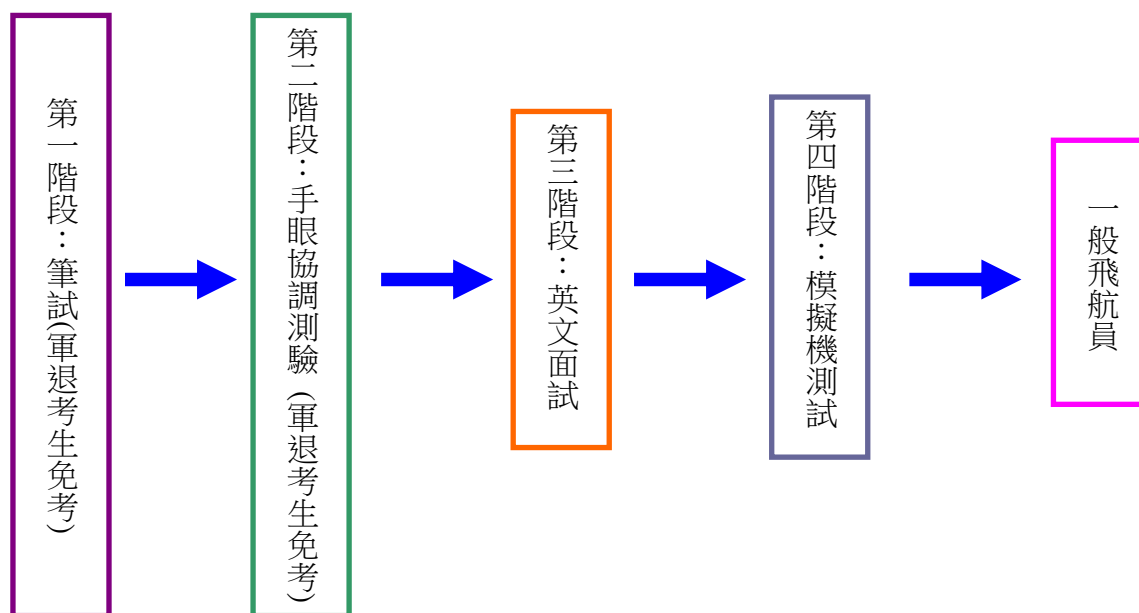 第一階段：筆試(軍退考生免考)
第二階段：手眼協調測驗 (軍退考生免考)
第三階段：英文面試
第四階段：模擬機測試
一般飛航員